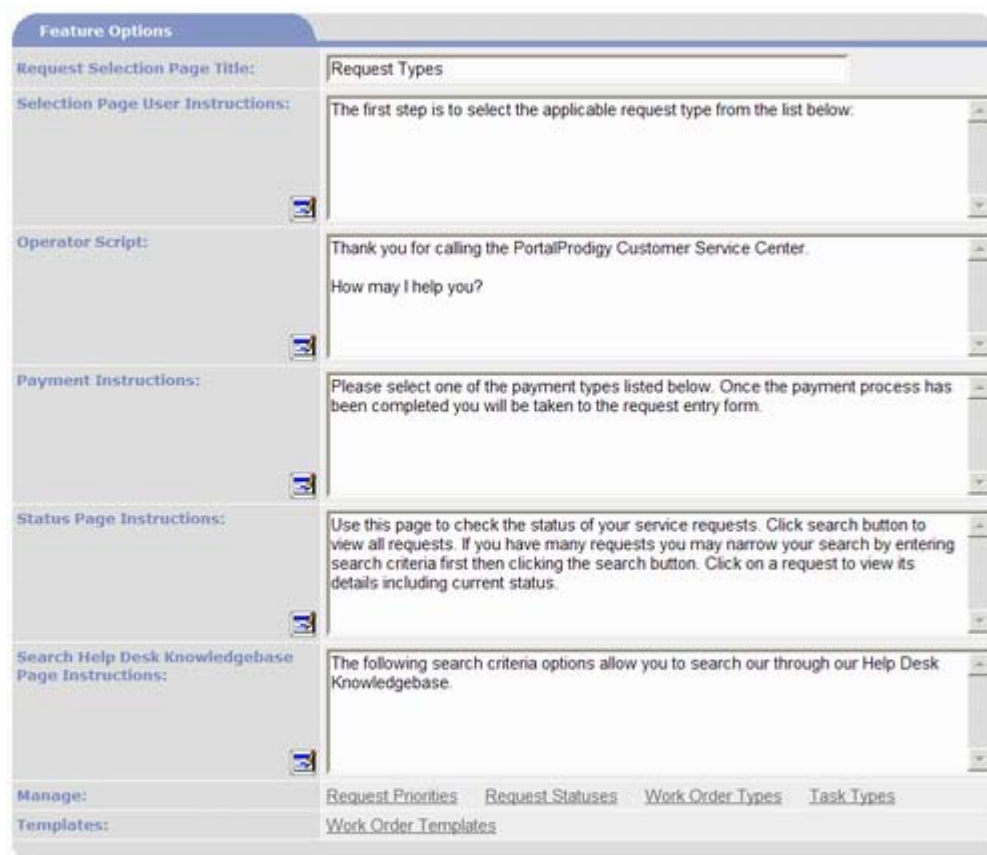 Feature Options
Request Selection Page Title:
Request Types
Selection Page User Instructions:
The first step is to select the applicable request type from the list below:
Operator Script:
Thank you for calling the PortalProdigy Customer Service Center.
How may I help you?
Payment Instructions:
Please select one of the payment types listed below. Once the payment process has
been completed you will be taken to the request entry form.
Status Page Instructions:
Use this page to check the status of your service requests. Click search button to
view all requests. If you have many requests you may narrow your search by entering
search criteria first then clicking the search button. Click on a request to view its
details including current status.
Search Help Desk Knowledgebase
Page Instructions:
The following search criteria options allow you to search our through our Help Desk
Knowledgebase.
Manage:
Request Priorities Request Statuses Work Order Types Task Types
Templates:
Work Order Templates